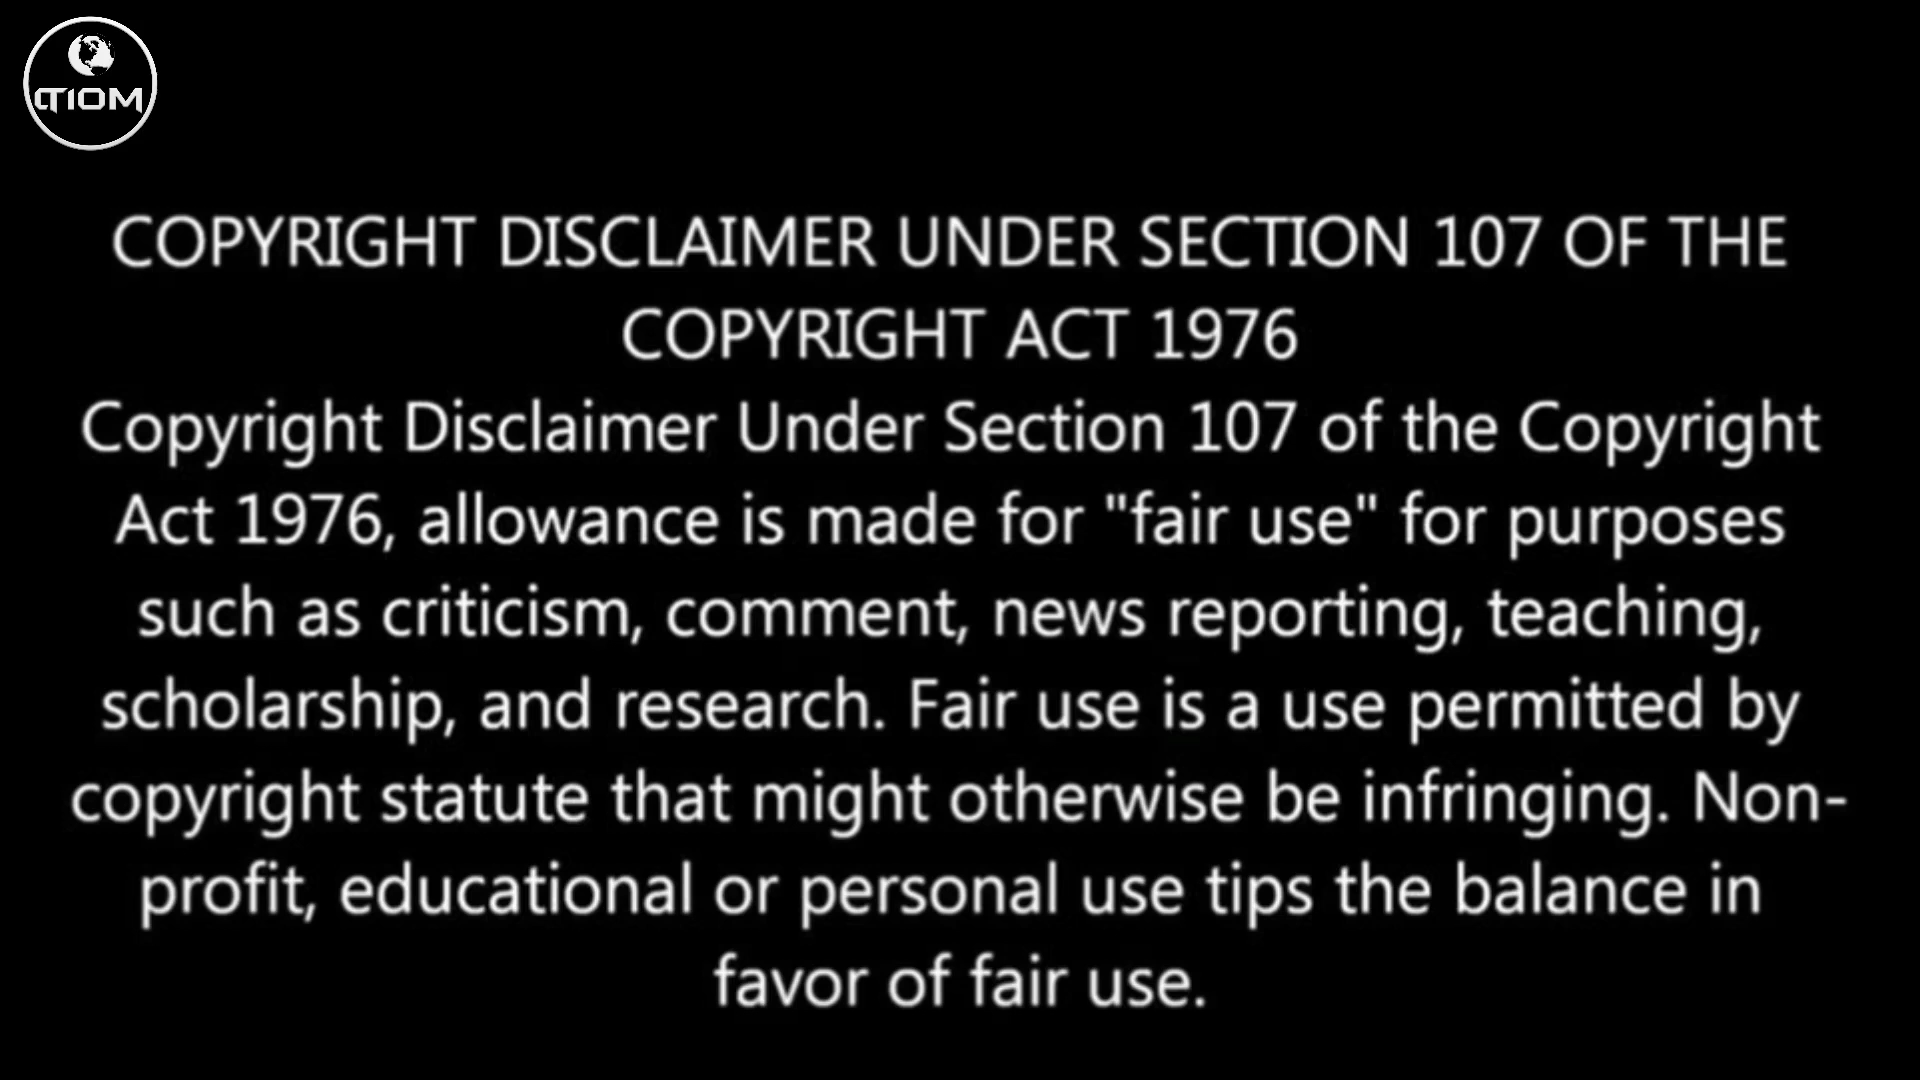 TIOM
COPYRIGHT DISCLAIMER UNDER SECTION 107 OF THE
COPYRIGHT ACT 1976
Copyright Disclaimer Under Section 107 of the Copyright
Act 1976, allowance is made for "fair use" for purposes
such as criticism, comment, news reporting, teaching,
scholarship, and research. Fair use is a use permitted by
copyright statute that might otherwise be infringing. Non-
profit, educational or personal use tips the balance in
favor of fair use.